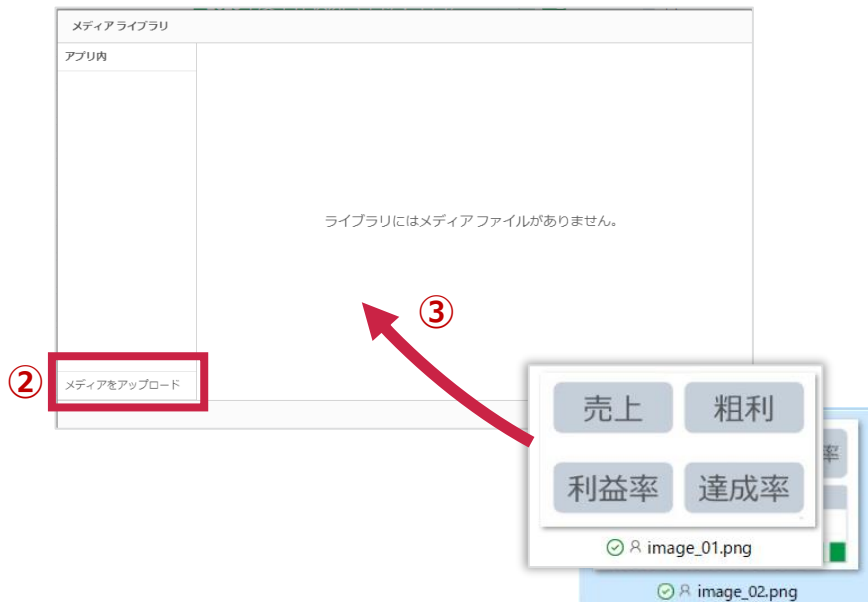 メディア ライブラリ
アプリ内
ライブラリにはメディア ファイルがありません。
③
②
メディアをアップロード
売上 粗利
利益率 達成率
率
image_01.png
image_02.png